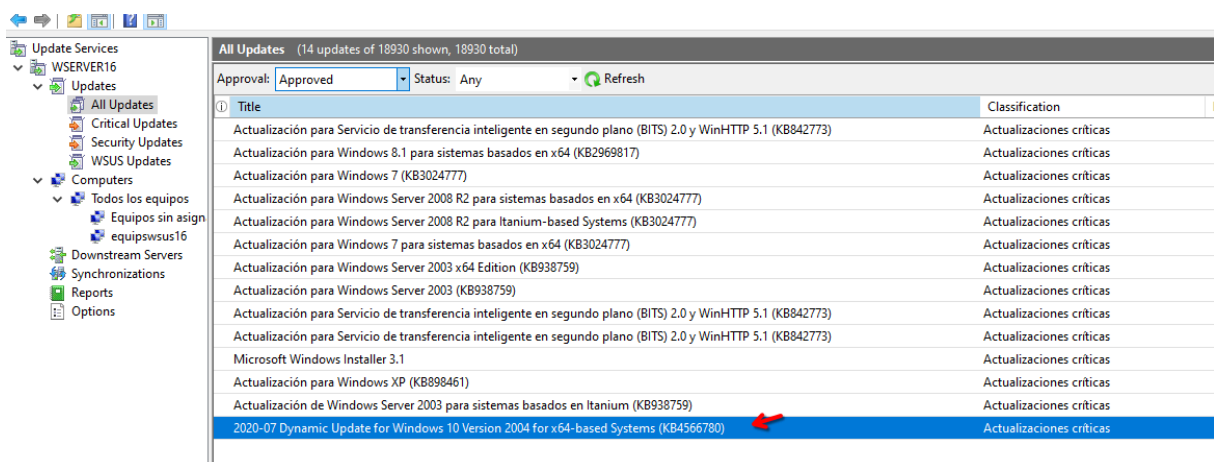 Update Services
WSERVER16
Updates
All Updates
Critical Updates
Security Updates
WSUS Updates
Computers
Todos los equipos
Equipos sin asign
equipswsus16
Downstream Servers
Synchronizations
Reports
Options
All Updates (14 updates of 18930 shown, 18930 total)
Approval: Approved Status: Any Refresh
Title Classification
Actualización para Servicio de transferencia inteligente en segundo plano (BITS) 2.0 y WinHTTP 5.1 (KB842773) Actualizaciones críticas
Actualización para Windows 8.1 para sistemas basados en x64 (KB2969817) Actualizaciones críticas
Actualización para Windows 7 (KB3024777) Actualizaciones críticas
Actualización para Windows Server 2008 R2 para sistemas basados en x64 (KB3024777) Actualizaciones críticas
Actualización para Windows Server 2008 R2 para Itanium-based Systems (KB3024777) Actualizaciones críticas
Actualización para Windows 7 para sistemas basados en x64 (KB3024777) Actualizaciones críticas
Actualización para Windows Server 2003 x64 Edition (KB938759) Actualizaciones críticas
Actualización para Windows Server 2003 (KB938759) Actualizaciones críticas
Actualización para Servicio de transferencia inteligente en segundo plano (BITS) 2.0 y WinHTTP 5.1 (KB842773) Actualizaciones críticas
Actualización para Servicio de transferencia inteligente en segundo plano (BITS) 2.0 y WinHTTP 5.1 (KB842773) Actualizaciones críticas
Microsoft Windows Installer 3.1 Actualizaciones críticas
Actualización para Windows XP (KB898461) Actualizaciones críticas
Actualización de Windows Server 2003 para sistemas basados en Itanium (KB938759) Actualizaciones críticas
2020-07 Dynamic Update for Windows 10 Version 2004 for x64-based Systems (KB4566780) Actualizaciones críticas